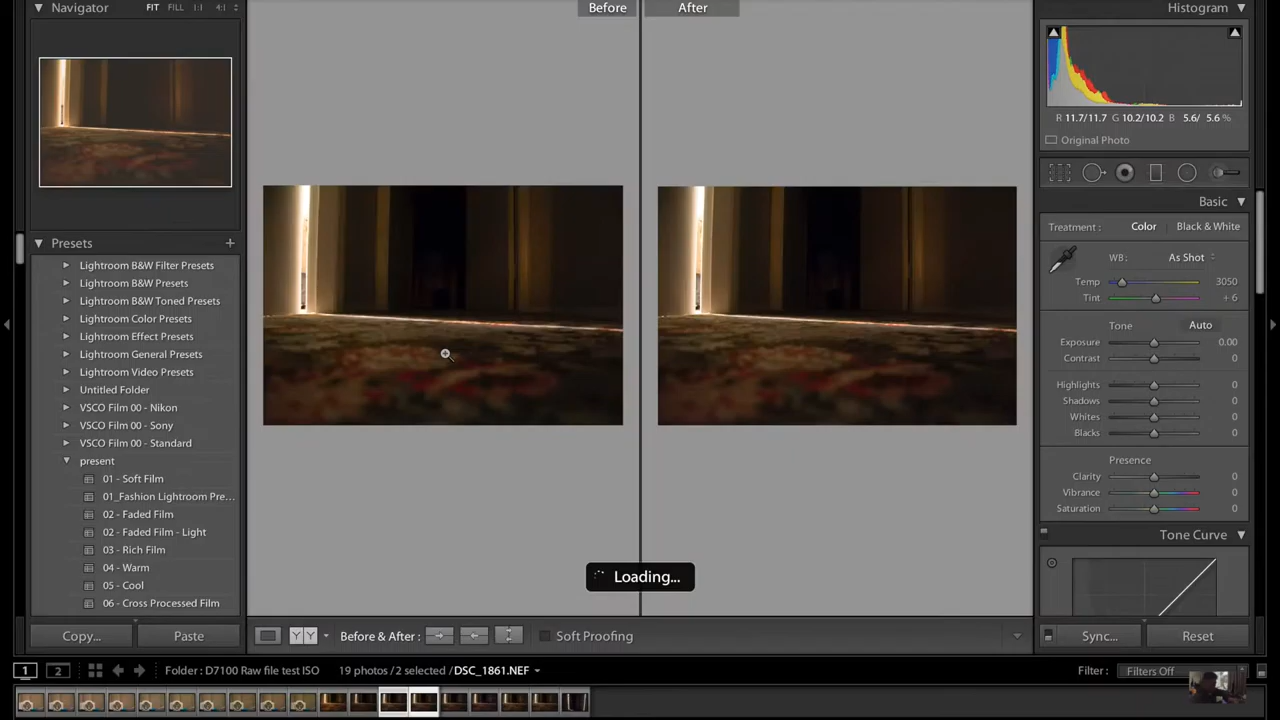 Navigator FIT FILL 1:1 4:1
Before After
Histogram
R 11.7/11.7 G 10.2/10.2 B 5.6/ 5.6 %
Original Photo
Basic
Treatment : Color Black & White
WB : As Shot
Temp 3050
Tint + 6
Tone Auto
Exposure 0.00
Contrast 0
Highlights 0
Shadows 0
Whites 0
Blacks 0
Presence
Clarity 0
Vibrance 0
Saturation 0
Tone Curve
Presets +
Lightroom B&W Filter Presets
Lightroom B&W Presets
Lightroom B&W Toned Presets
Lightroom Color Presets
Lightroom Effect Presets
Lightroom General Presets
Lightroom Video Presets
Untitled Folder
VSCO Film 00 - Nikon
VSCO Film 00 - Sony
VSCO Film 00 - Standard
present
01 - Soft Film
01_Fashion Lightroom Pre...
02 - Faded Film
02 - Faded Film - Light
03 - Rich Film
04 - Warm
05 - Cool
06 - Cross Processed Film
Loading...
Copy... Paste
Y Y Before & After : Soft Proofing
Sync... Reset
1 2 Folder : D7100 Raw file test ISO 19 photos / 2 selected / DSC_1861.NEF Filter : Filters Off